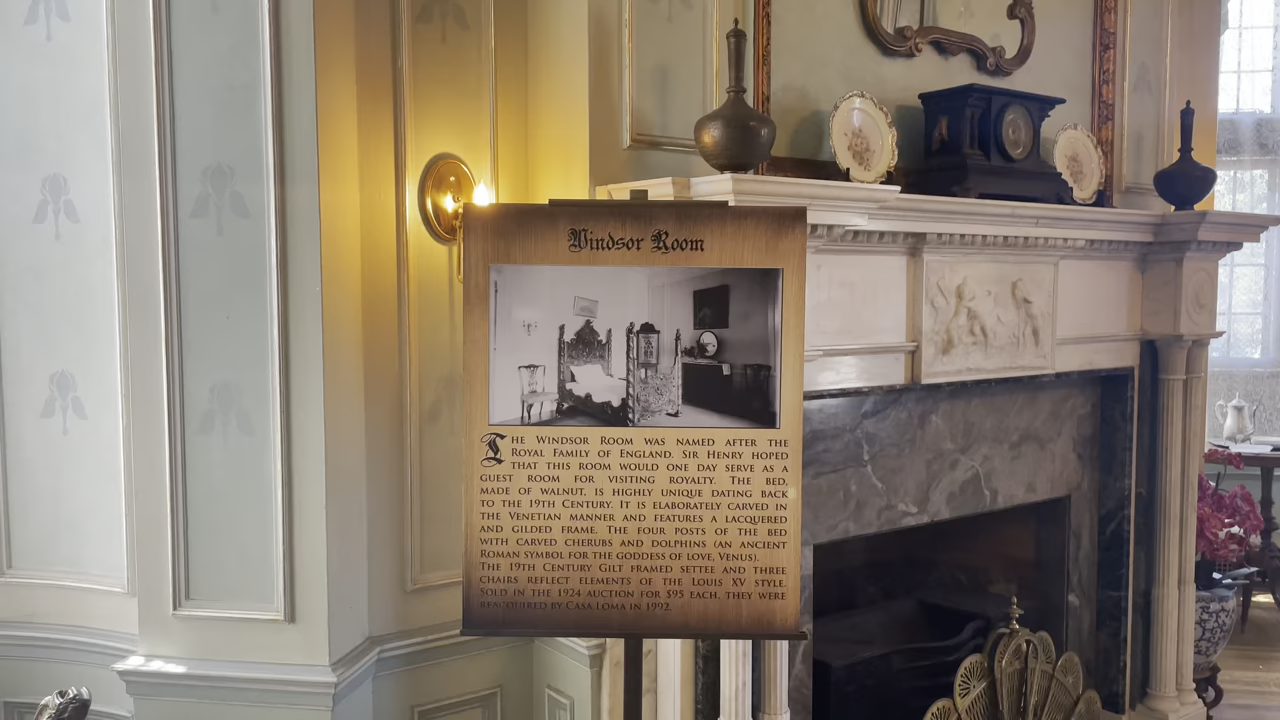 Windsor Room
THE WINDSOR ROOM WAS NAMED AFTER THE
ROYAL FAMILY OF ENGLAND. SIR HENRY HOPED
THAT THIS ROOM WOULD ONE DAY SERVE AS A
GUEST ROOM FOR VISITING ROYALTY. THE BED,
MADE OF WALNUT, IS HIGHLY UNIQUE DATING BACK
TO THE 19TH CENTURY. IT IS ELABORATELY CARVED IN
THE VENETIAN MANNER AND FEATURES A LACQUERED
AND GILDED FRAME. THE FOUR POSTS OF THE BED
WITH CARVED CHERUBS AND DOLPHINS (AN ANCIENT
ROMAN SYMBOL FOR THE GODDESS OF LOVE, VENUS).
THE 19TH CENTURY GILT FRAMED SETTEE AND THREE
CHAIRS REFLECT ELEMENTS OF THE LOUIS XV STYLE.
SOLD IN THE 1924 AUCTION FOR $95 EACH, THEY WERE
REACQUIRED BY CASA LOMA IN 1992.